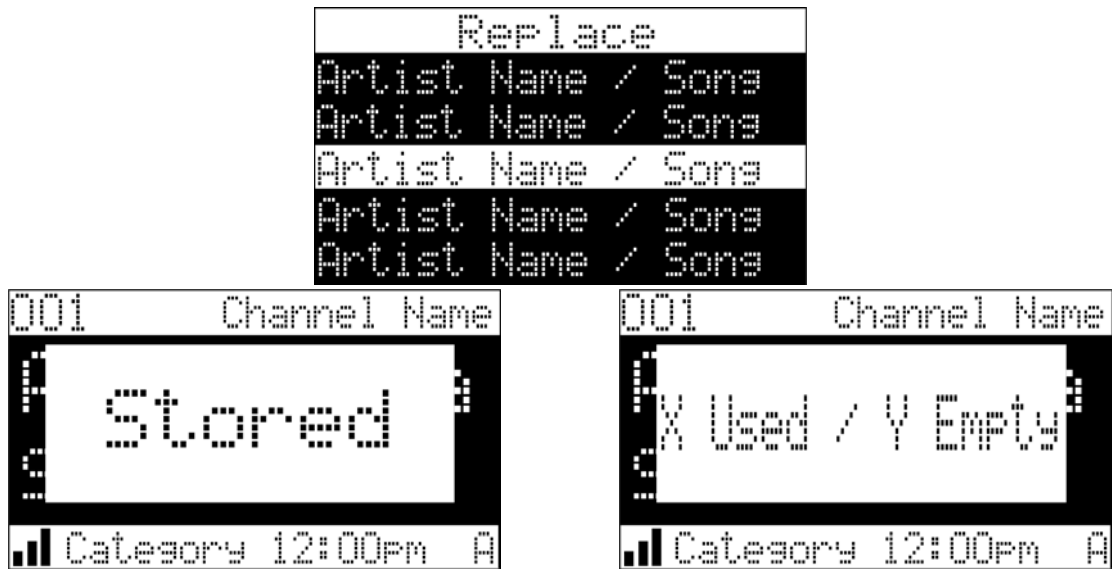 Replace
Artist Name / Song
Artist Name / Song
Artist Name / Song
Artist Name / Song
Artist Name / Song
001 Channel Name
Stored
Category 12:00pm A
001 Channel Name
X Used / Y Empty
Category 12:00pm A